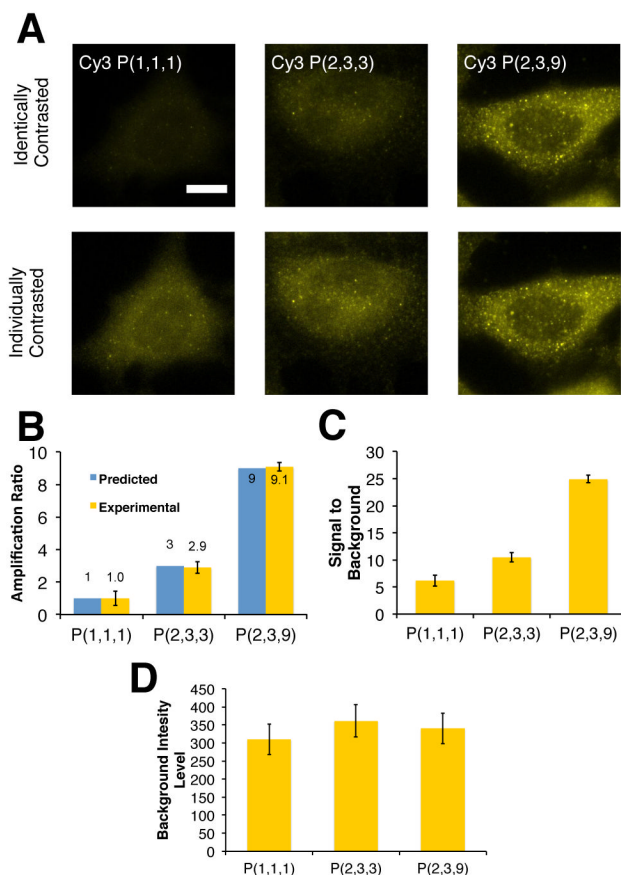 A
Identically
Contrasted
Cy3 P(1,1,1)
Cy3 P(2,3,3)
Cy3 P(2,3,9)
Individually
Contrasted
B
Amplification Ratio
10
8
6
4
2
0
Predicted
Experimental
1
1.0
3
2.9
9
9.1
P(1,1,1)
P(2,3,3)
P(2,3,9)
C
Signal to
Background
30
25
20
15
10
5
0
P(1,1,1)
P(2,3,3)
P(2,3,9)
D
Background Intesity
Level
450
400
350
300
250
200
150
100
50
0
P(1,1,1)
P(2,3,3)
P(2,3,9)